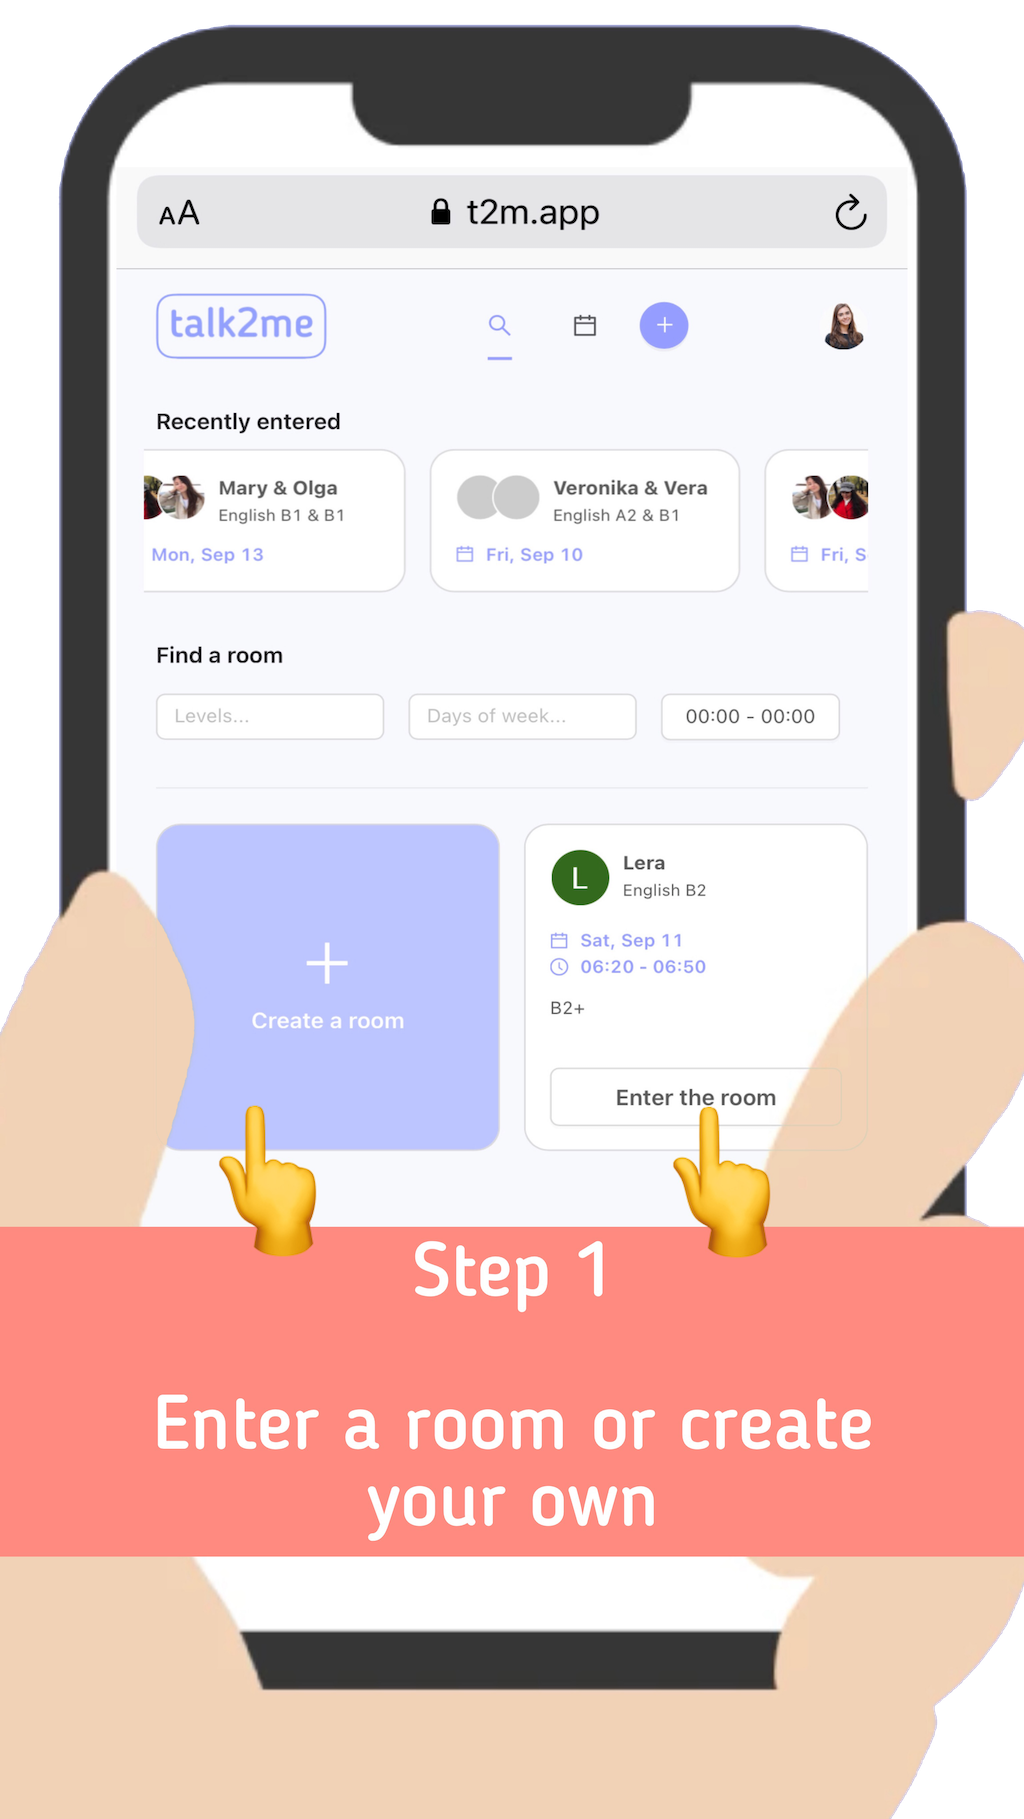 AA
t2m.app
talk2me
Recently entered
Mary & Olga
English B1 & B1
Mon, Sep 13
Veronika & Vera
English A2 & B1
Fri, Sep 10
Fri, S
Find a room
Levels...
Days of week...
00:00 - 00:00
Create a room
L
Lera
English B2
Sat, Sep 11
06:20 - 06:50
B2+
Enter the room
Step 1
Enter a room or create
your own